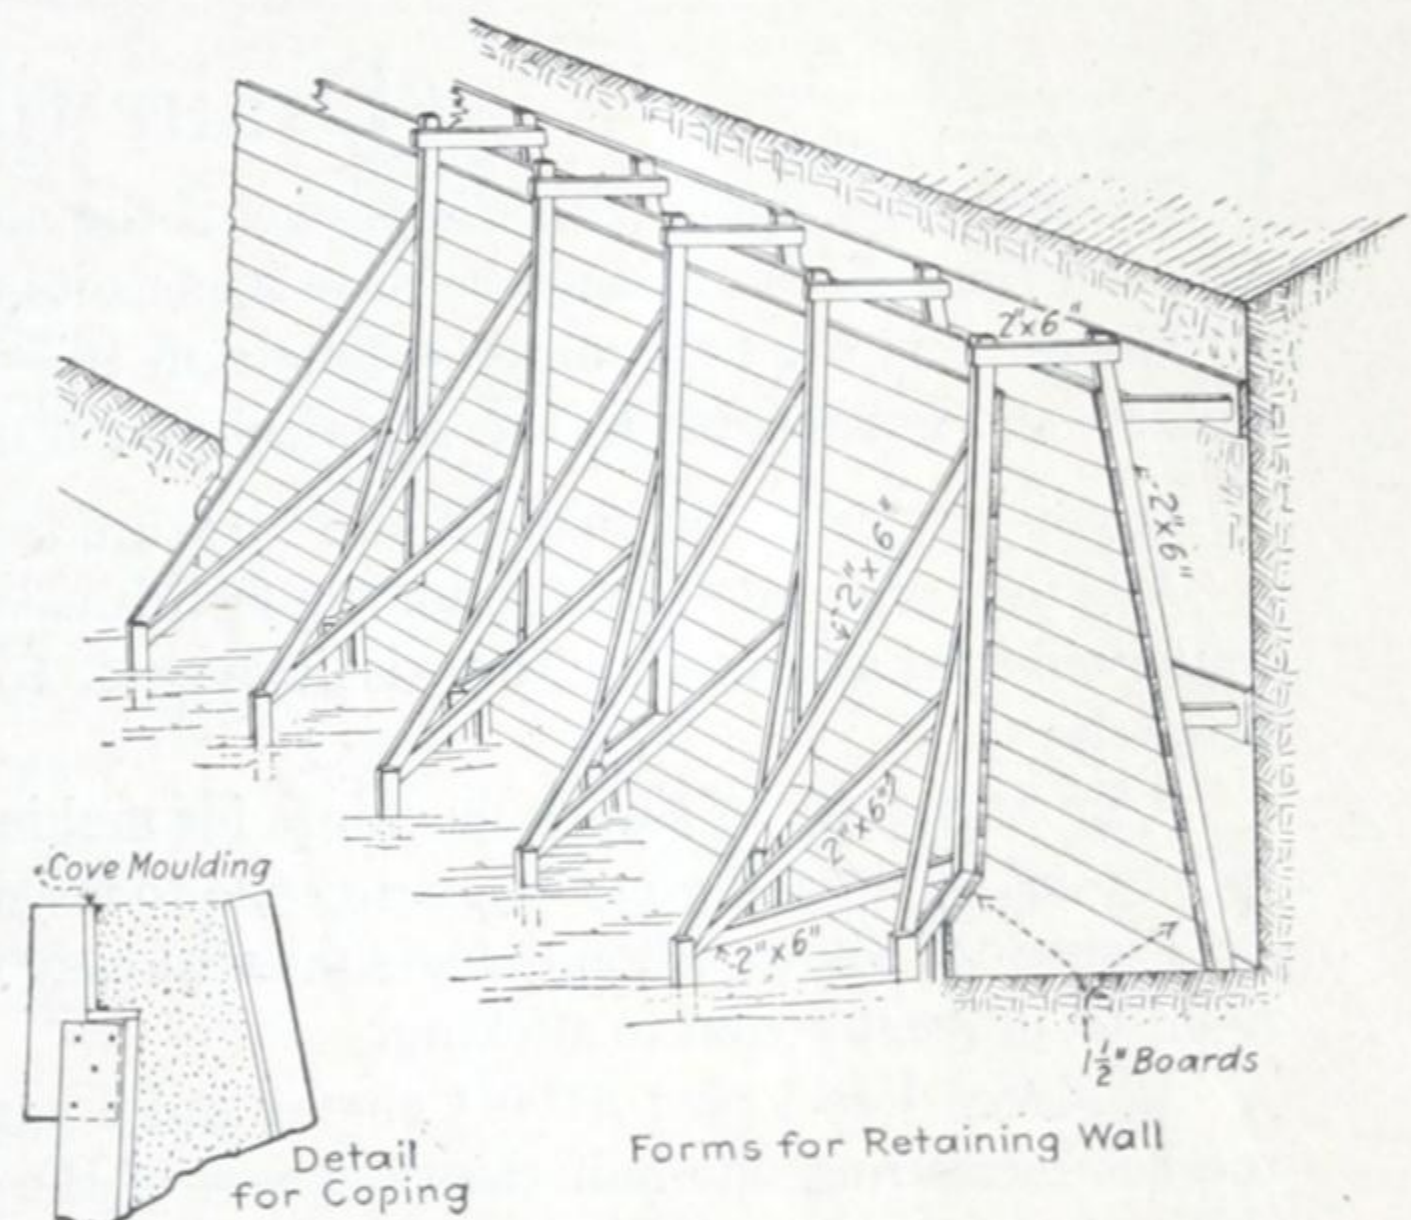 2"x6"
2"x6"
2"x6"
2"x6"
2"x6"
Cove Moulding
1½" Boards
Detail
for Coping
Forms for Retaining Wall